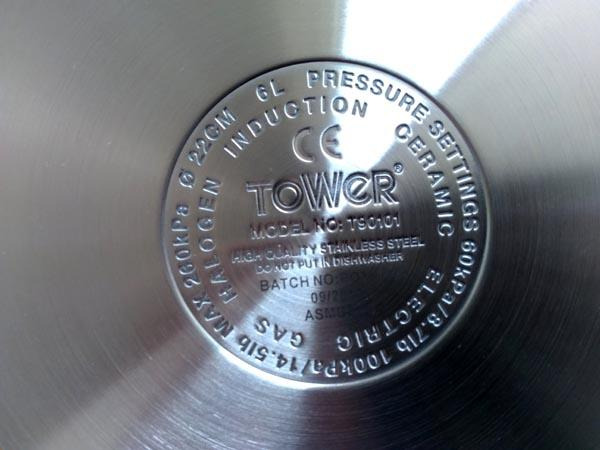 Ø 22CM 6L PRESSURE SETTINGS 60kPa/8.7lb 100kPa/14.5lb MAX 260kPa
GAS HALOGEN INDUCTION CERAMIC ELECTRIC
CE
TOWER®
MODEL NO: T90101
HIGH QUALITY STAINLESS STEEL
DO NOT PUT IN DISHWASHER
BATCH NO: